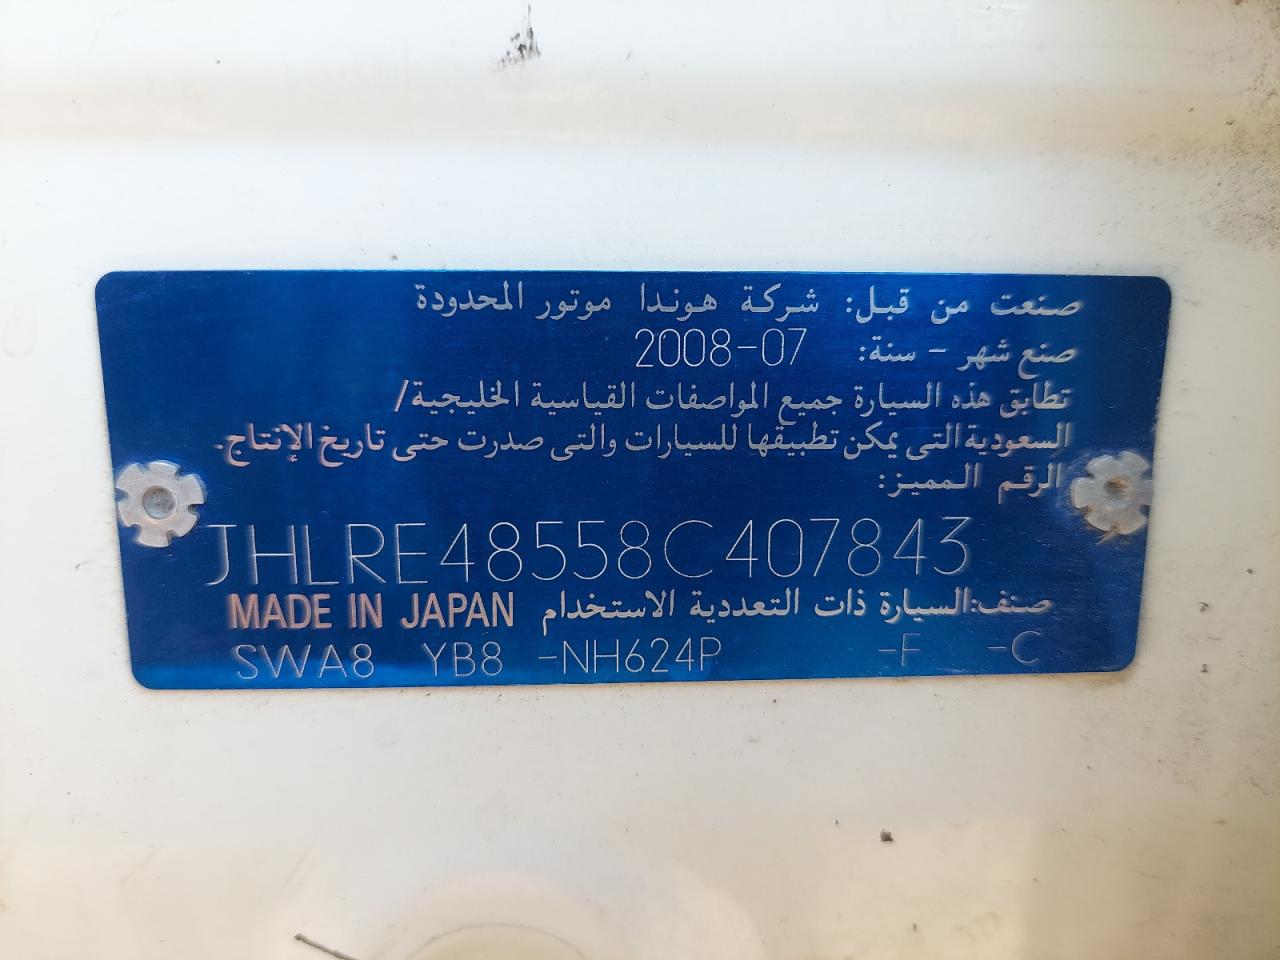 صنعت من قبل: شركة هوندا موتور المحدودة
صنع شهر - سنة: 2008-07
تطابق هذه السيارة جميع المواصفات القياسية الخليجية/
السعودية التى يمكن تطبيقها للسيارات والتى صدرت حتى تاريخ الإنتاج.
الرقم المميز:
JHLRE48558C407843
صنف:السيارة ذات التعددية الاستخدام MADE IN JAPAN
SWA8 YB8 -NH624P -F -C